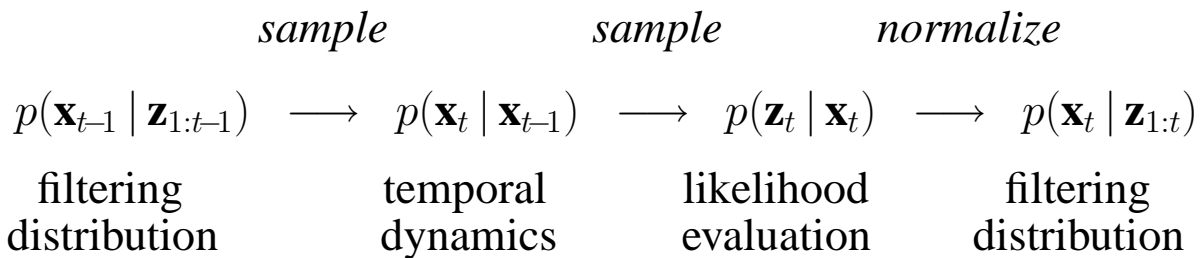 sample sample normalize
p(x_{t-1} | z_{1:t-1}) ⟶ p(x_t | x_{t-1}) ⟶ p(z_t | x_t) ⟶ p(x_t | z_{1:t})
filtering temporal likelihood filtering
distribution dynamics evaluation distribution